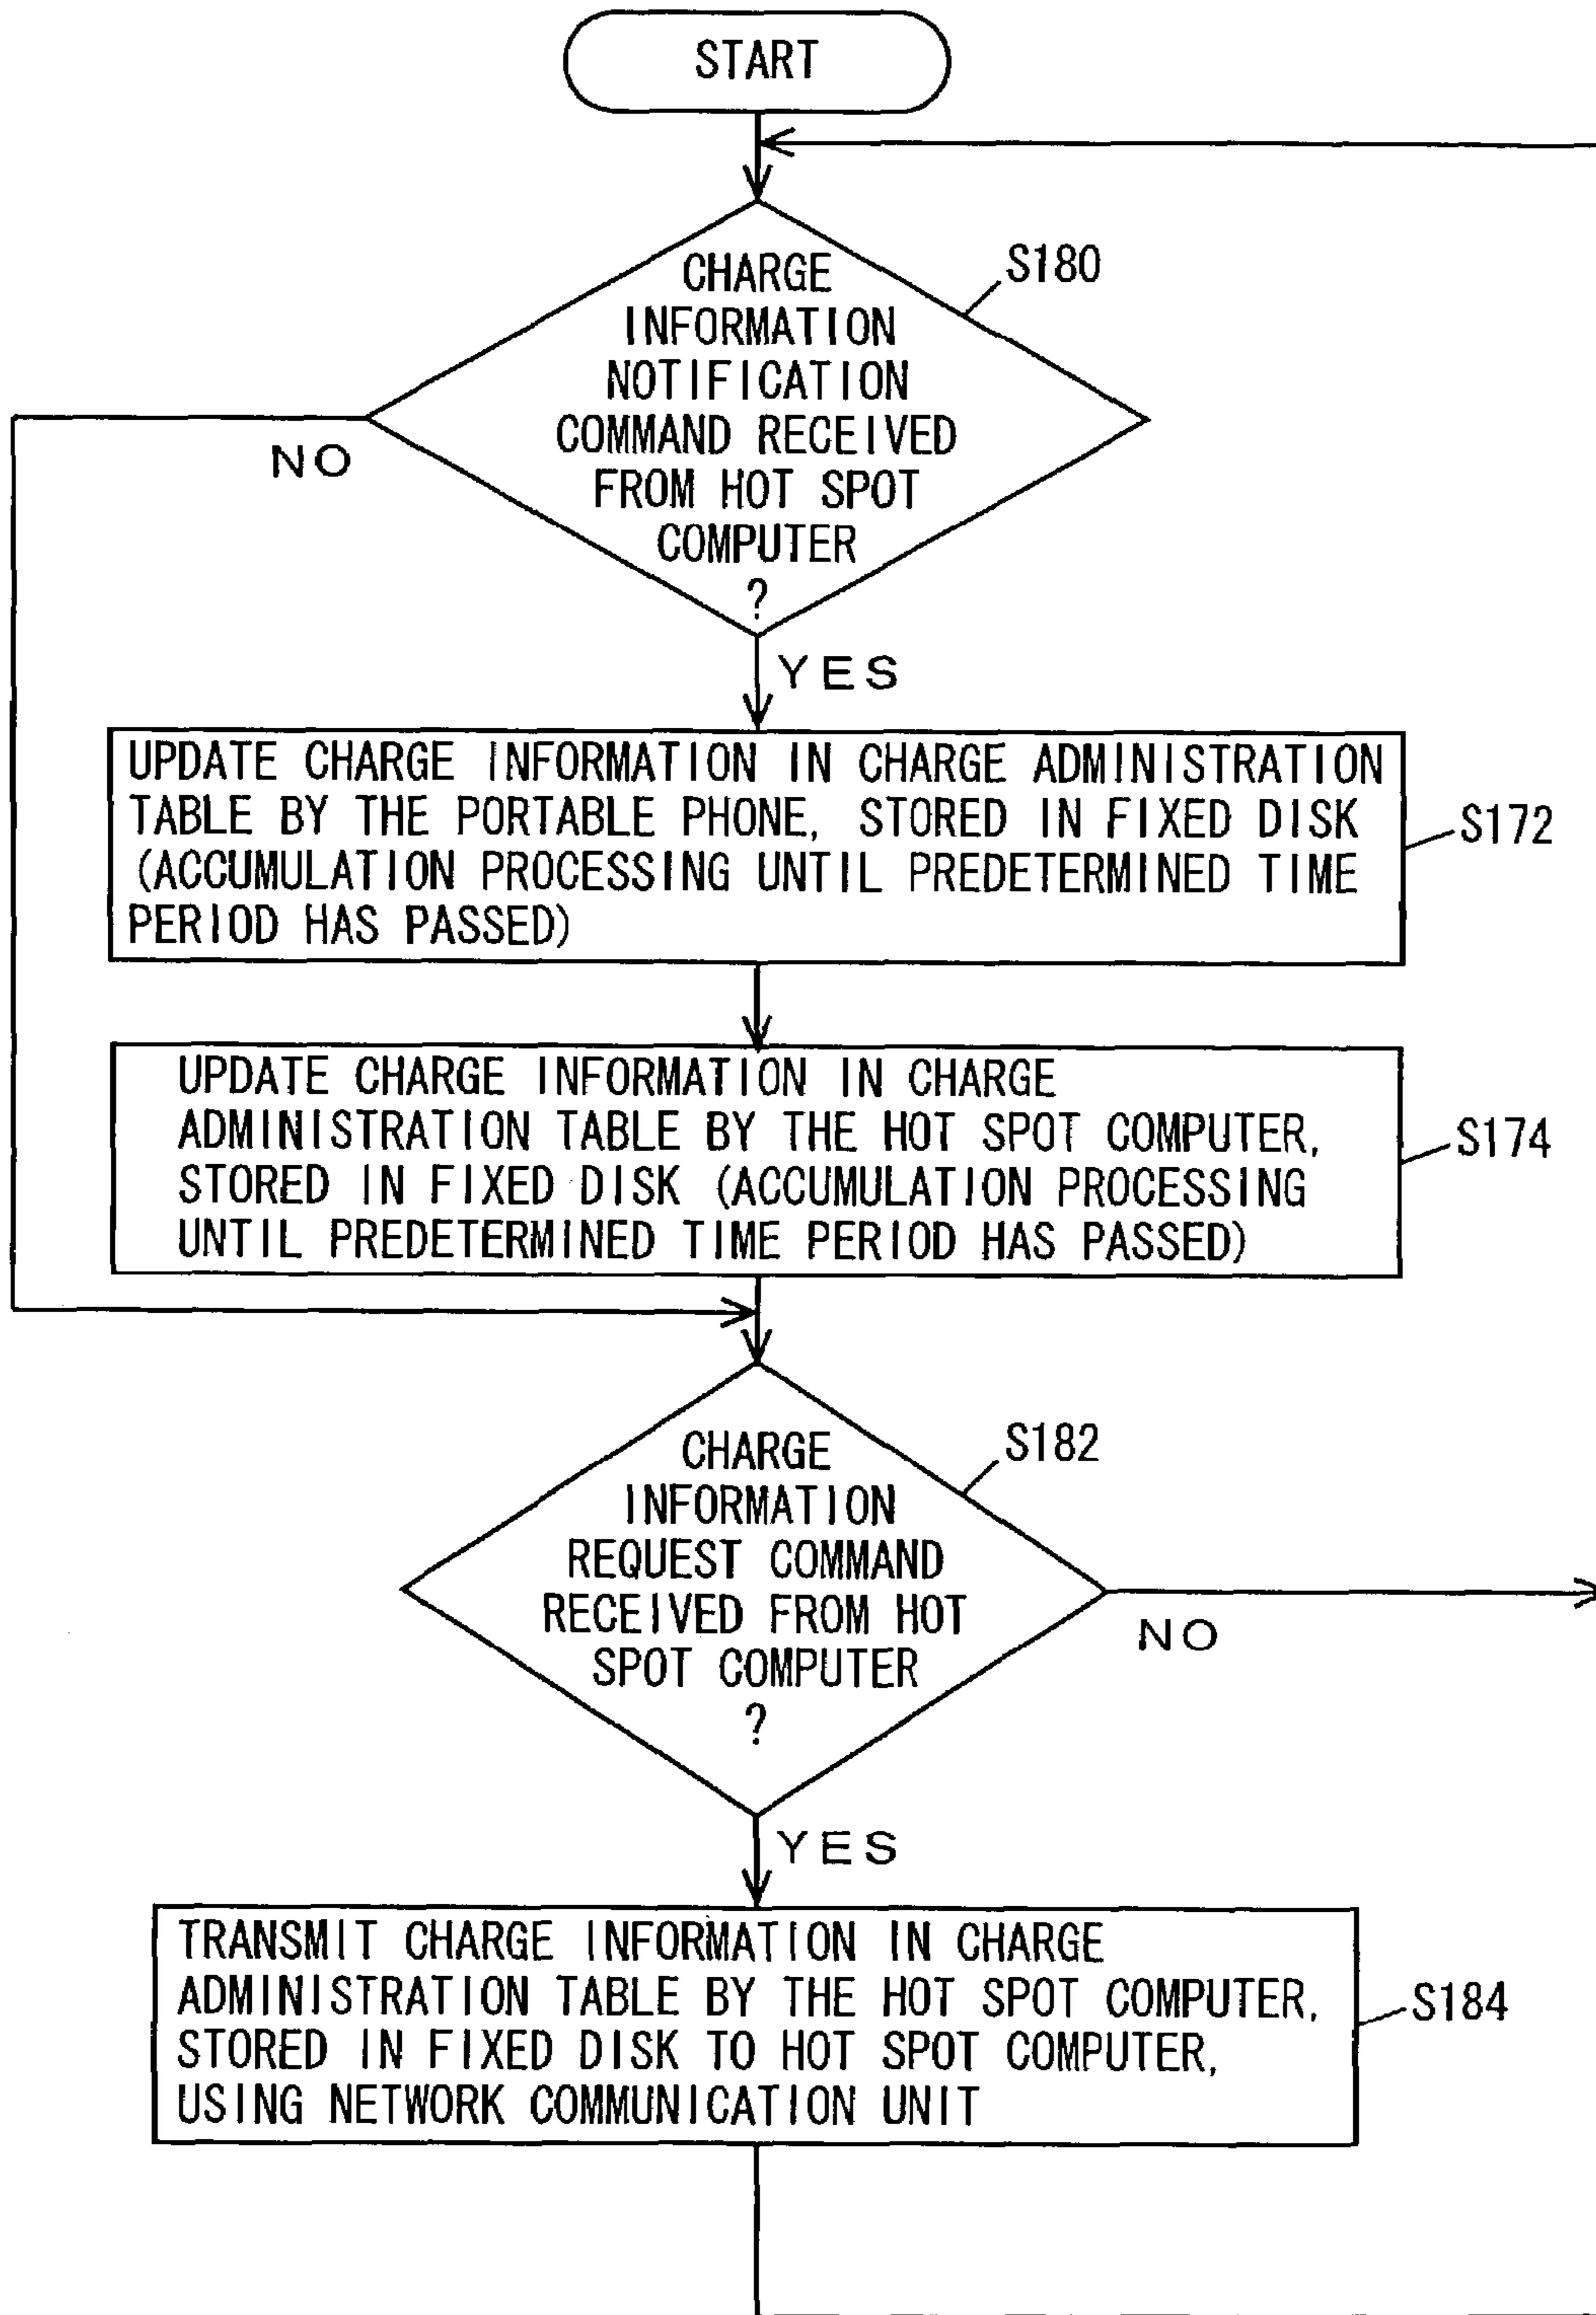 START
CHARGE
INFORMATION
NOTIFICATION
COMMAND RECEIVED
FROM HOT SPOT
COMPUTER
?
S180
NO
YES
UPDATE CHARGE INFORMATION IN CHARGE ADMINISTRATION
TABLE BY THE PORTABLE PHONE, STORED IN FIXED DISK
(ACCUMULATION PROCESSING UNTIL PREDETERMINED TIME
PERIOD HAS PASSED)
S172
UPDATE CHARGE INFORMATION IN CHARGE
ADMINISTRATION TABLE BY THE HOT SPOT COMPUTER,
STORED IN FIXED DISK (ACCUMULATION PROCESSING
UNTIL PREDETERMINED TIME PERIOD HAS PASSED)
S174
CHARGE
INFORMATION
REQUEST COMMAND
RECEIVED FROM HOT
SPOT COMPUTER
?
S182
NO
YES
TRANSMIT CHARGE INFORMATION IN CHARGE
ADMINISTRATION TABLE BY THE HOT SPOT COMPUTER,
STORED IN FIXED DISK TO HOT SPOT COMPUTER,
USING NETWORK COMMUNICATION UNIT
S184